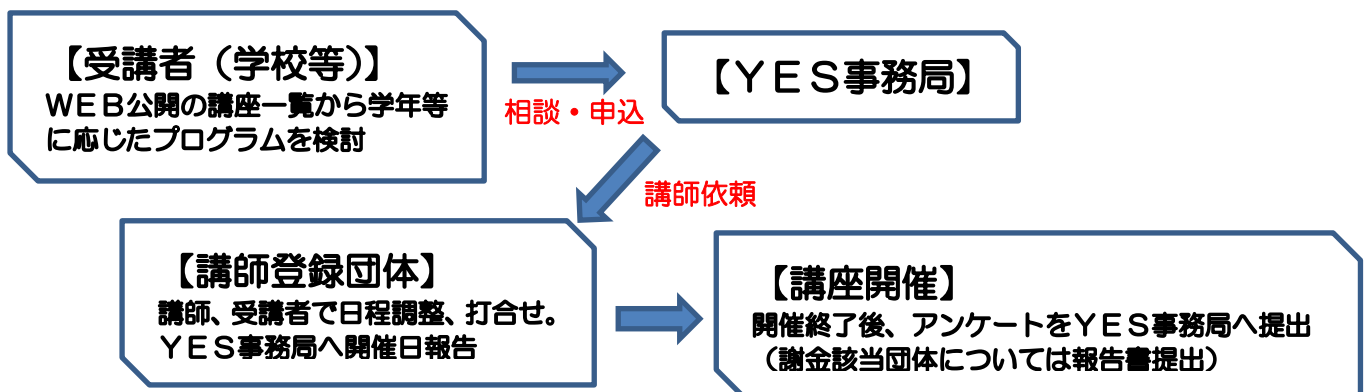 【受講者（学校等）】
ＷＥＢ公開の講座一覧から学年等
に応じたプログラムを検討
相談・申込
【ＹＥＳ事務局】
講師依頼
【講師登録団体】
講師、受講者で日程調整、打合せ。
ＹＥＳ事務局へ開催日報告
【講座開催】
開催終了後、アンケートをＹＥＳ事務局へ提出
（謝金該当団体については報告書提出）